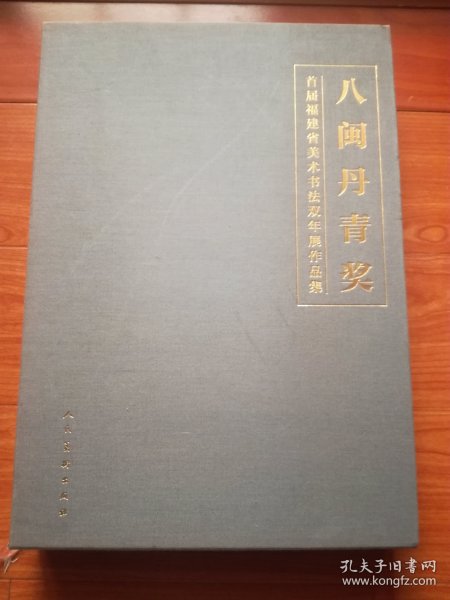 八闽丹青奖
首届福建省美术书法双年展作品集
人民美术出版社
孔夫子旧书网
www.kongfz.com